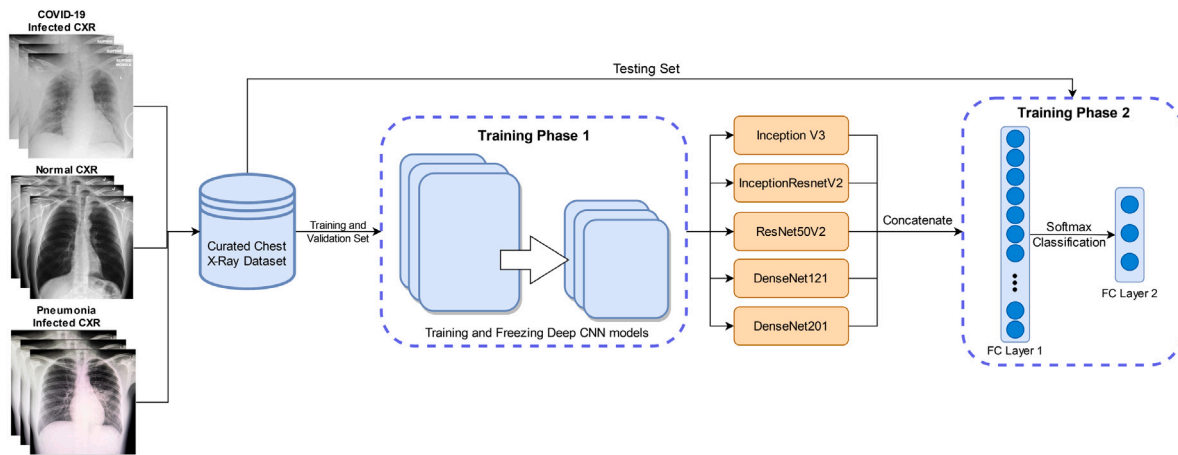 COVID-19
Infected CXR
Normal CXR
Pneumonia
Infected CXR
Curated Chest
X-Ray Dataset
Testing Set
Training and
Validation Set
Training Phase 1
Training and Freezing Deep CNN models
Inception V3
InceptionResnetV2
ResNet50V2
DenseNet121
DenseNet201
Concatenate
Training Phase 2
FC Layer 1
Softmax
Classification
FC Layer 2